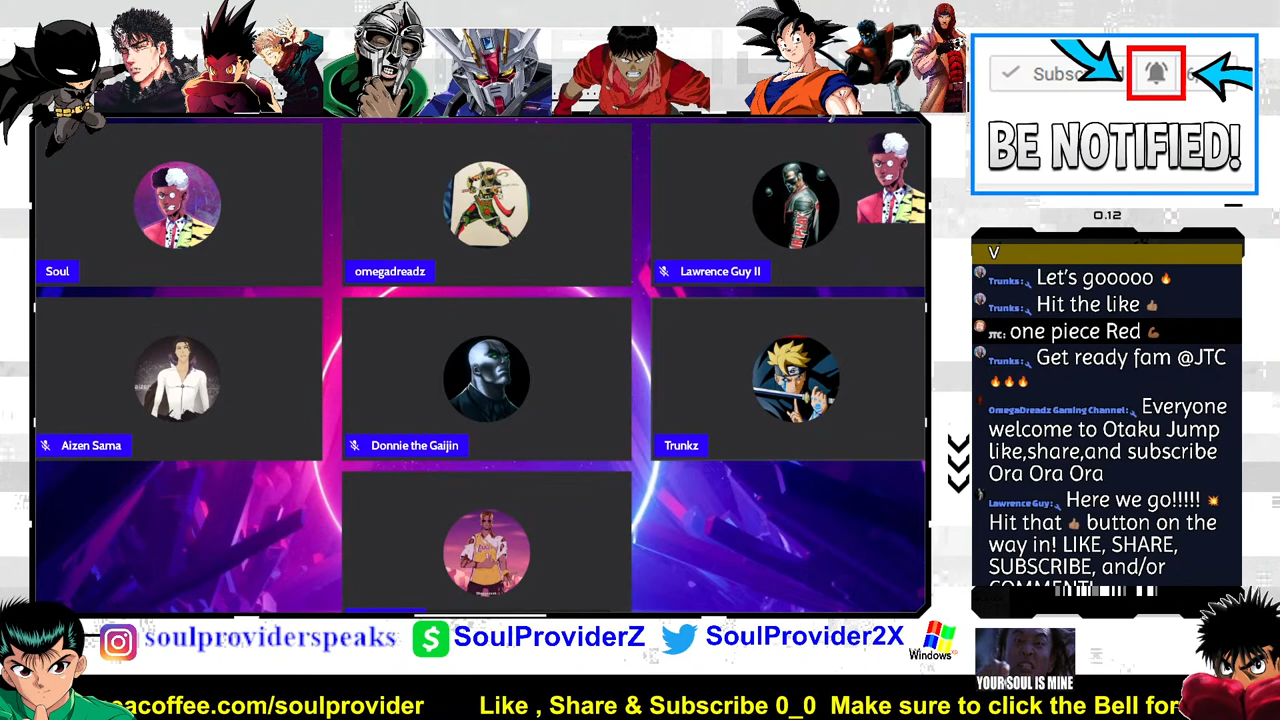 Subsc
BE NOTIFIED!
0.12
Soul
omegadreadz
Lawrence Guy II
Aizen Sama
Donnie the Gaijin
Trunkz
V
Trunks: Let's gooooo 🔥
Trunks: Hit the like 👍🏽
JTC: one piece Red 💪🏾
Trunks: Get ready fam @JTC
🔥🔥🔥
OmegaDreadz Gaming Channel: Everyone
welcome to Otaku Jump
like,share,and subscribe
Ora Ora Ora
Lawrence Guy: Here we go!!!!! 💥
Hit that 👍🏾 button on the
way in! LIKE, SHARE,
SUBSCRIBE, and/or
COMMENT!
soulproviderspeaks
SoulProviderZ
SoulProvider2X
Windows
YOUR SOUL IS MINE
eacoffee.com/soulprovider Like , Share & Subscribe 0_0 Make sure to click the Bell for